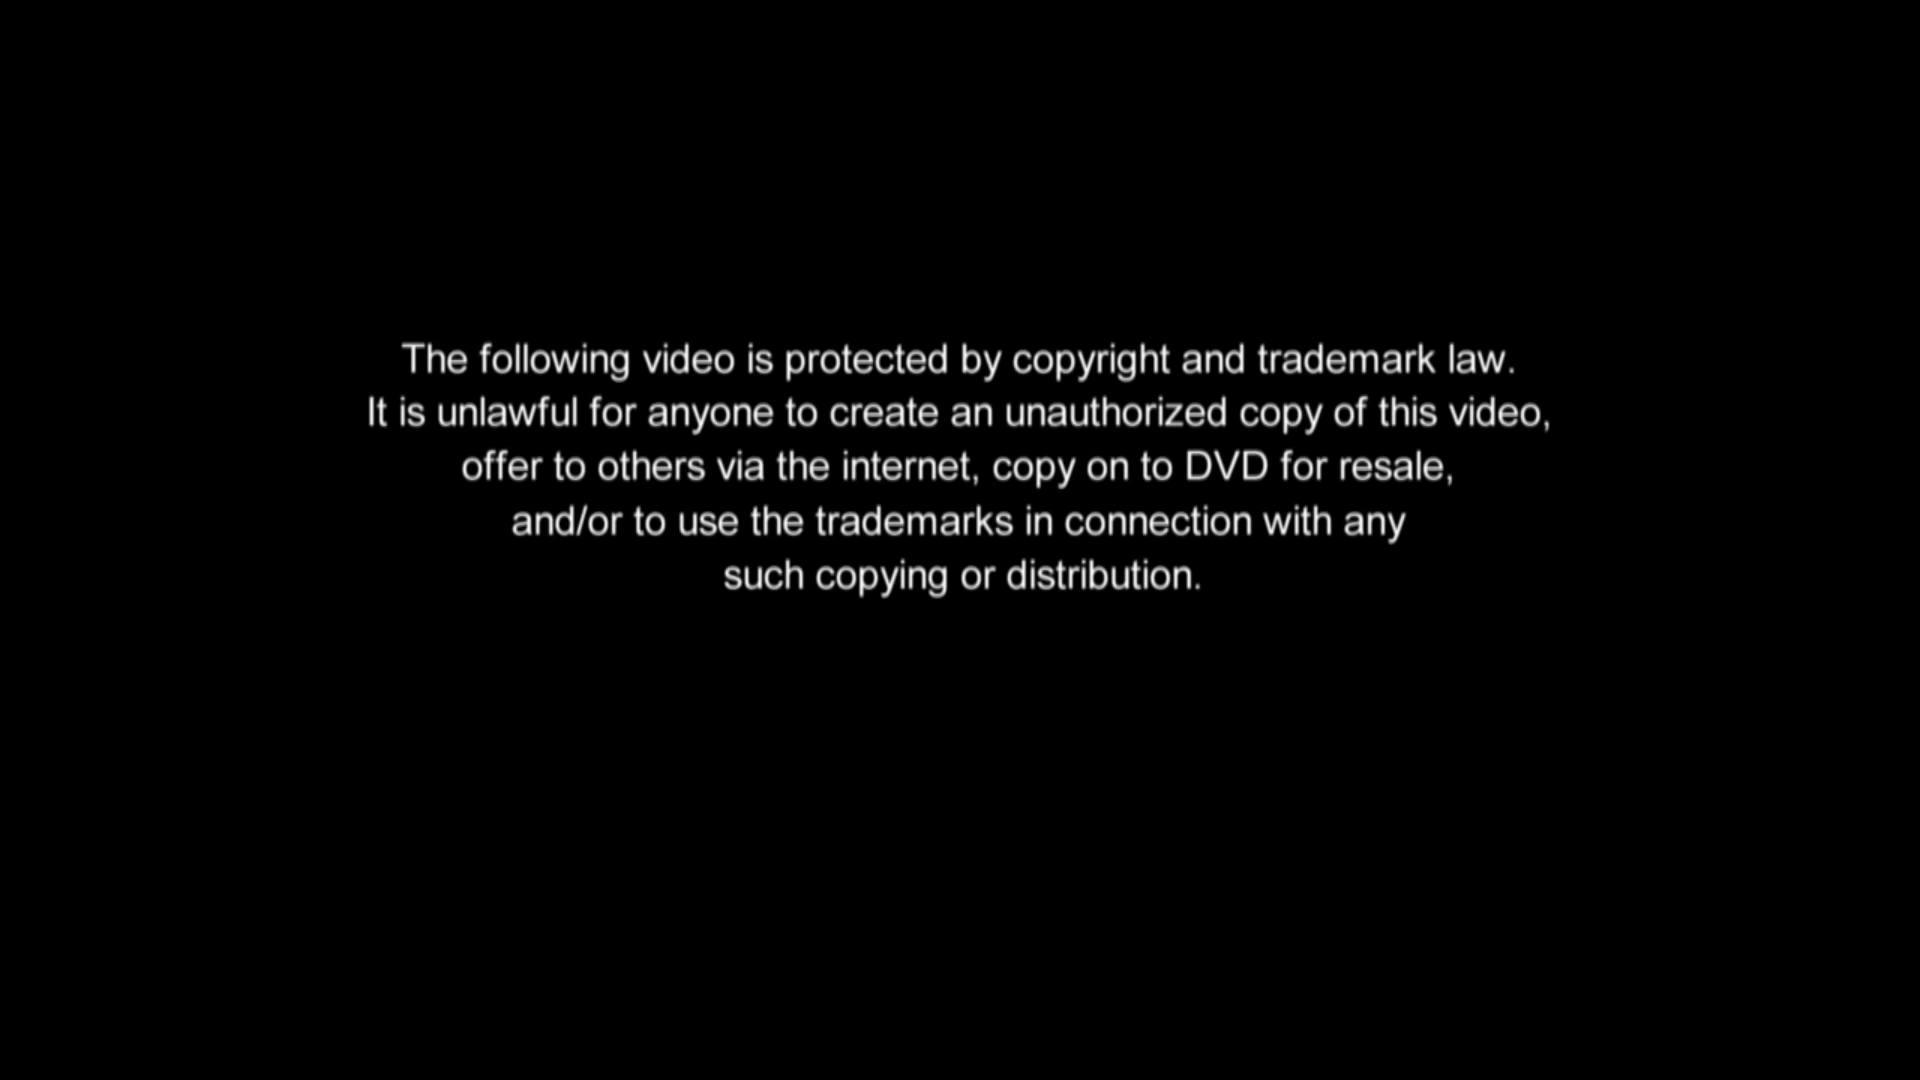 The following video is protected by copyright and trademark law.
It is unlawful for anyone to create an unauthorized copy of this video,
offer to others via the internet, copy on to DVD for resale,
and/or to use the trademarks in connection with any
such copying or distribution.